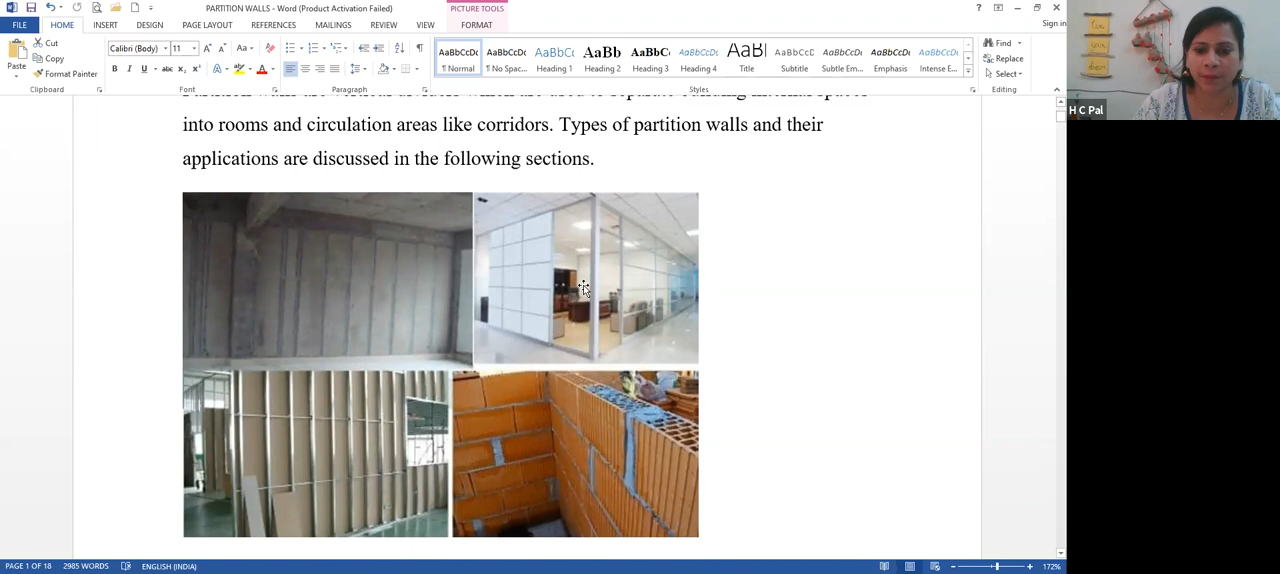 PARTITION WALLS - Word (Product Activation Failed)
PICTURE TOOLS
FILE
HOME
INSERT
DESIGN
PAGE LAYOUT
REFERENCES
MAILINGS
REVIEW
VIEW
FORMAT
Sign in
Cut
Copy
Format Painter
Paste
Clipboard
Calibri (Body)
11
Font
Paragraph
AaBbCcDc
¶ Normal
AaBbCcDc
¶ No Spac...
AaBbCc
Heading 1
AaBb
Heading 2
AaBbC
Heading 3
AaBbCcDc
Heading 4
AaBl
Title
AaBbCcD
Subtitle
AaBbCcDc
Subtle Em...
AaBbCcDc
Emphasis
AaBbCcDc
Intense E...
Styles
Find
Replace
Select
Editing
H C Pal
into rooms and circulation areas like corridors. Types of partition walls and their
applications are discussed in the following sections.
PAGE 1 OF 18
2985 WORDS
ENGLISH (INDIA)
172%